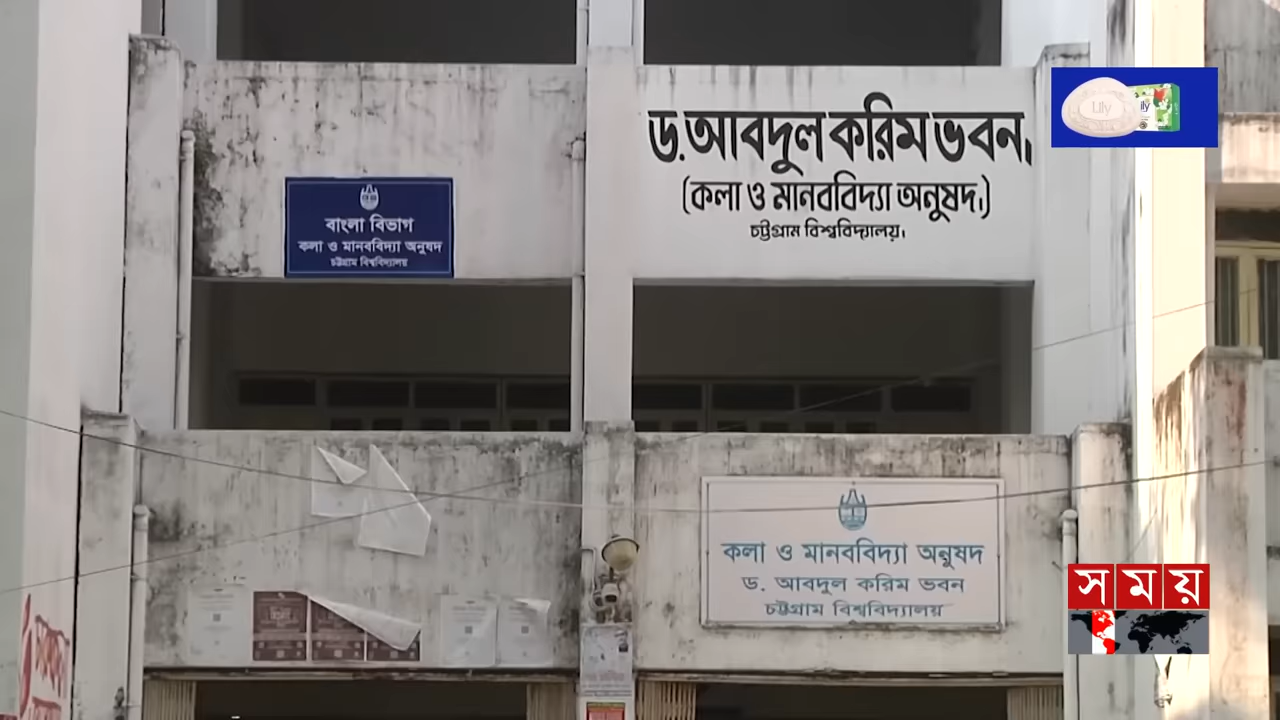 ড. আবদুল করিম ভবন,
(কলা ও মানববিদ্যা অনুষদ,)
চট্টগ্রাম বিশ্ববিদ্যালয়,
বাংলা বিভাগ
কলা ও মানববিদ্যা অনুষদ
চট্টগ্রাম বিশ্ববিদ্যালয়
Lily
কলা ও মানববিদ্যা অনুষদ
ড. আবদুল করিম ভবন
চট্টগ্রাম বিশ্ববিদ্যালয়
সময়